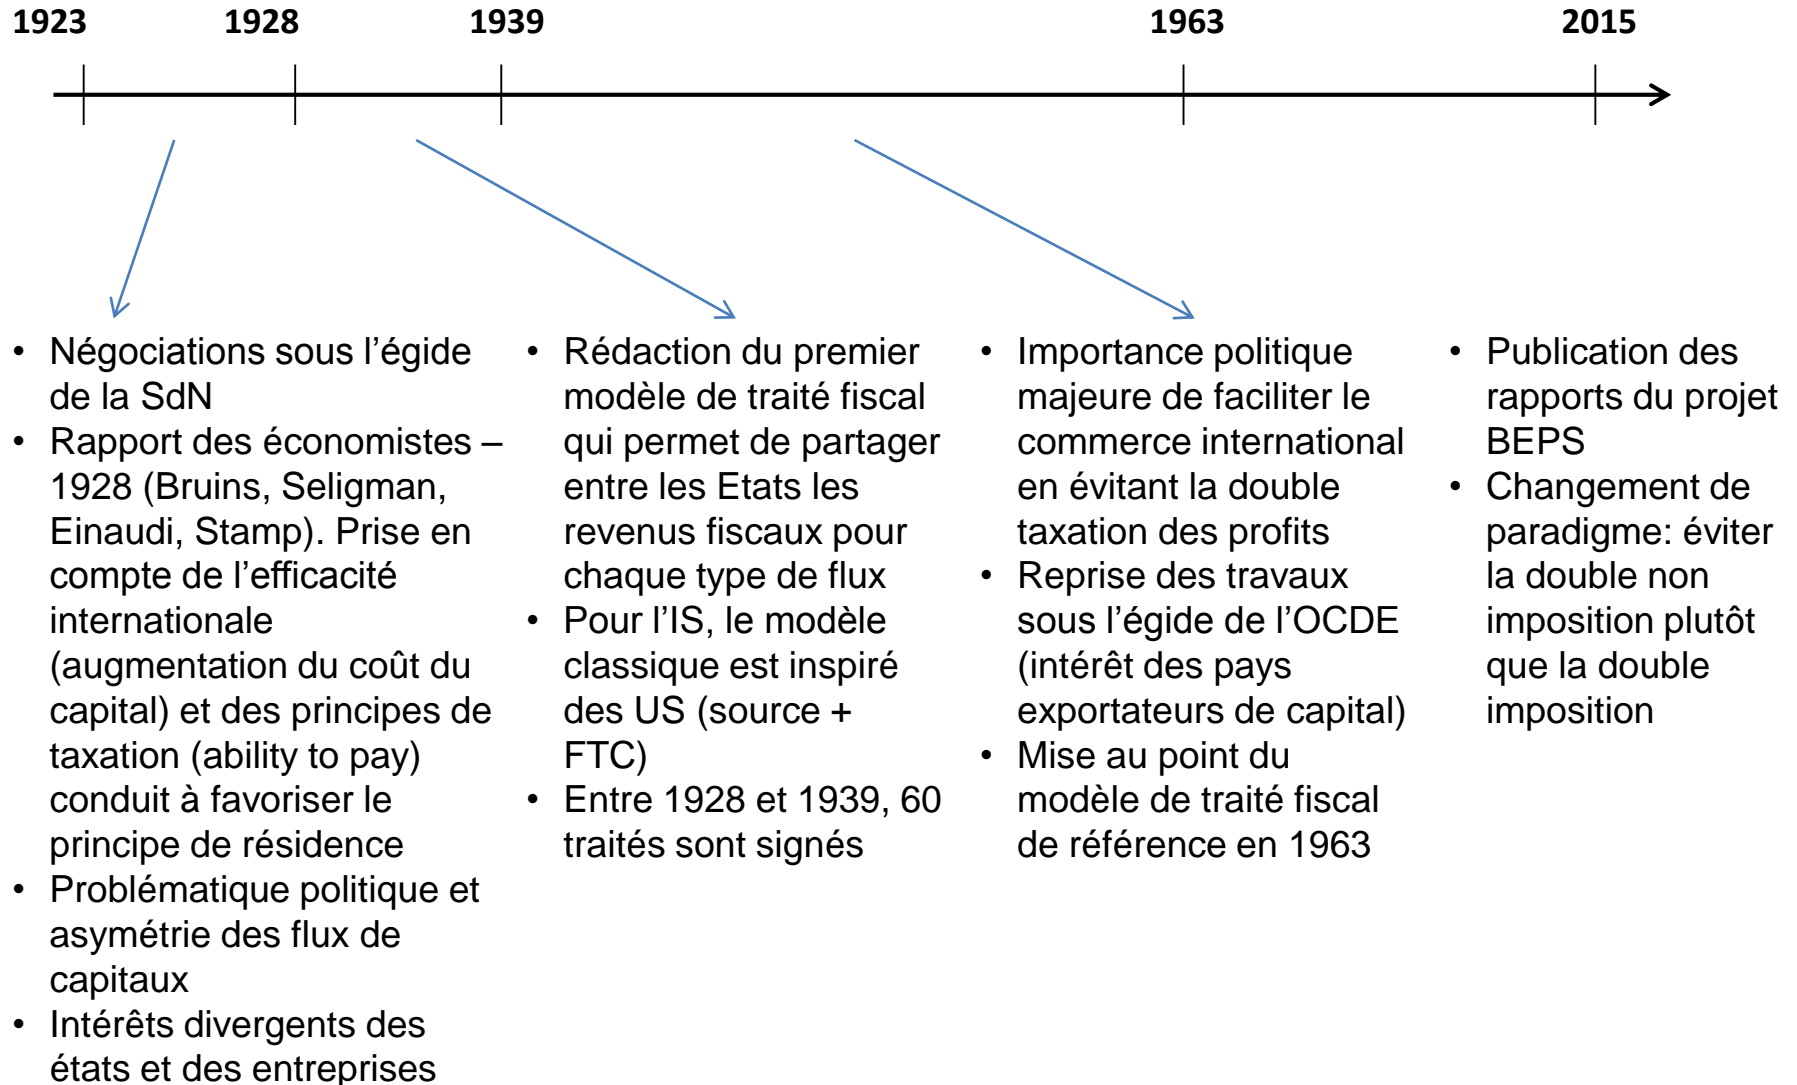 1923 1928 1939 1963 2015
• Négociations sous l’égide
de la SdN
• Rapport des économistes –
1928 (Bruins, Seligman,
Einaudi, Stamp). Prise en
compte de l’efficacité
internationale
(augmentation du coût du
capital) et des principes de
taxation (ability to pay)
conduit à favoriser le
principe de résidence
• Problématique politique et
asymétrie des flux de
capitaux
• Intérêts divergents des
états et des entreprises
• Rédaction du premier
modèle de traité fiscal
qui permet de partager
entre les Etats les
revenus fiscaux pour
chaque type de flux
• Pour l’IS, le modèle
classique est inspiré
des US (source +
FTC)
• Entre 1928 et 1939, 60
traités sont signés
• Importance politique
majeure de faciliter le
commerce international
en évitant la double
taxation des profits
• Reprise des travaux
sous l’égide de l’OCDE
(intérêt des pays
exportateurs de capital)
• Mise au point du
modèle de traité fiscal
de référence en 1963
• Publication des
rapports du projet
BEPS
• Changement de
paradigme: éviter
la double non
imposition plutôt
que la double
imposition